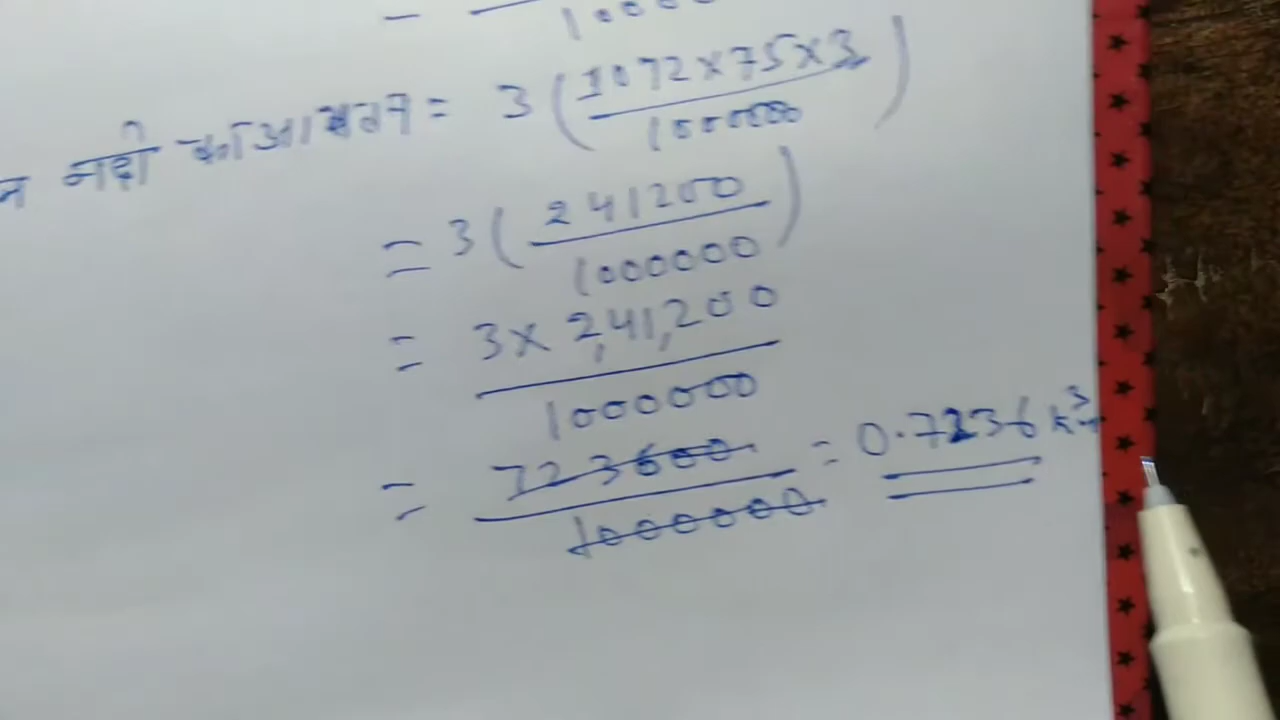 न नदी का आयतन = 3 ( 1072 × 75 × 3 / 1000000 )
= 3 ( 241200 / 1000000 )
= 3 × 2,41,200 / 1000000
= 723600 / 1000000 = 0.7236 km³